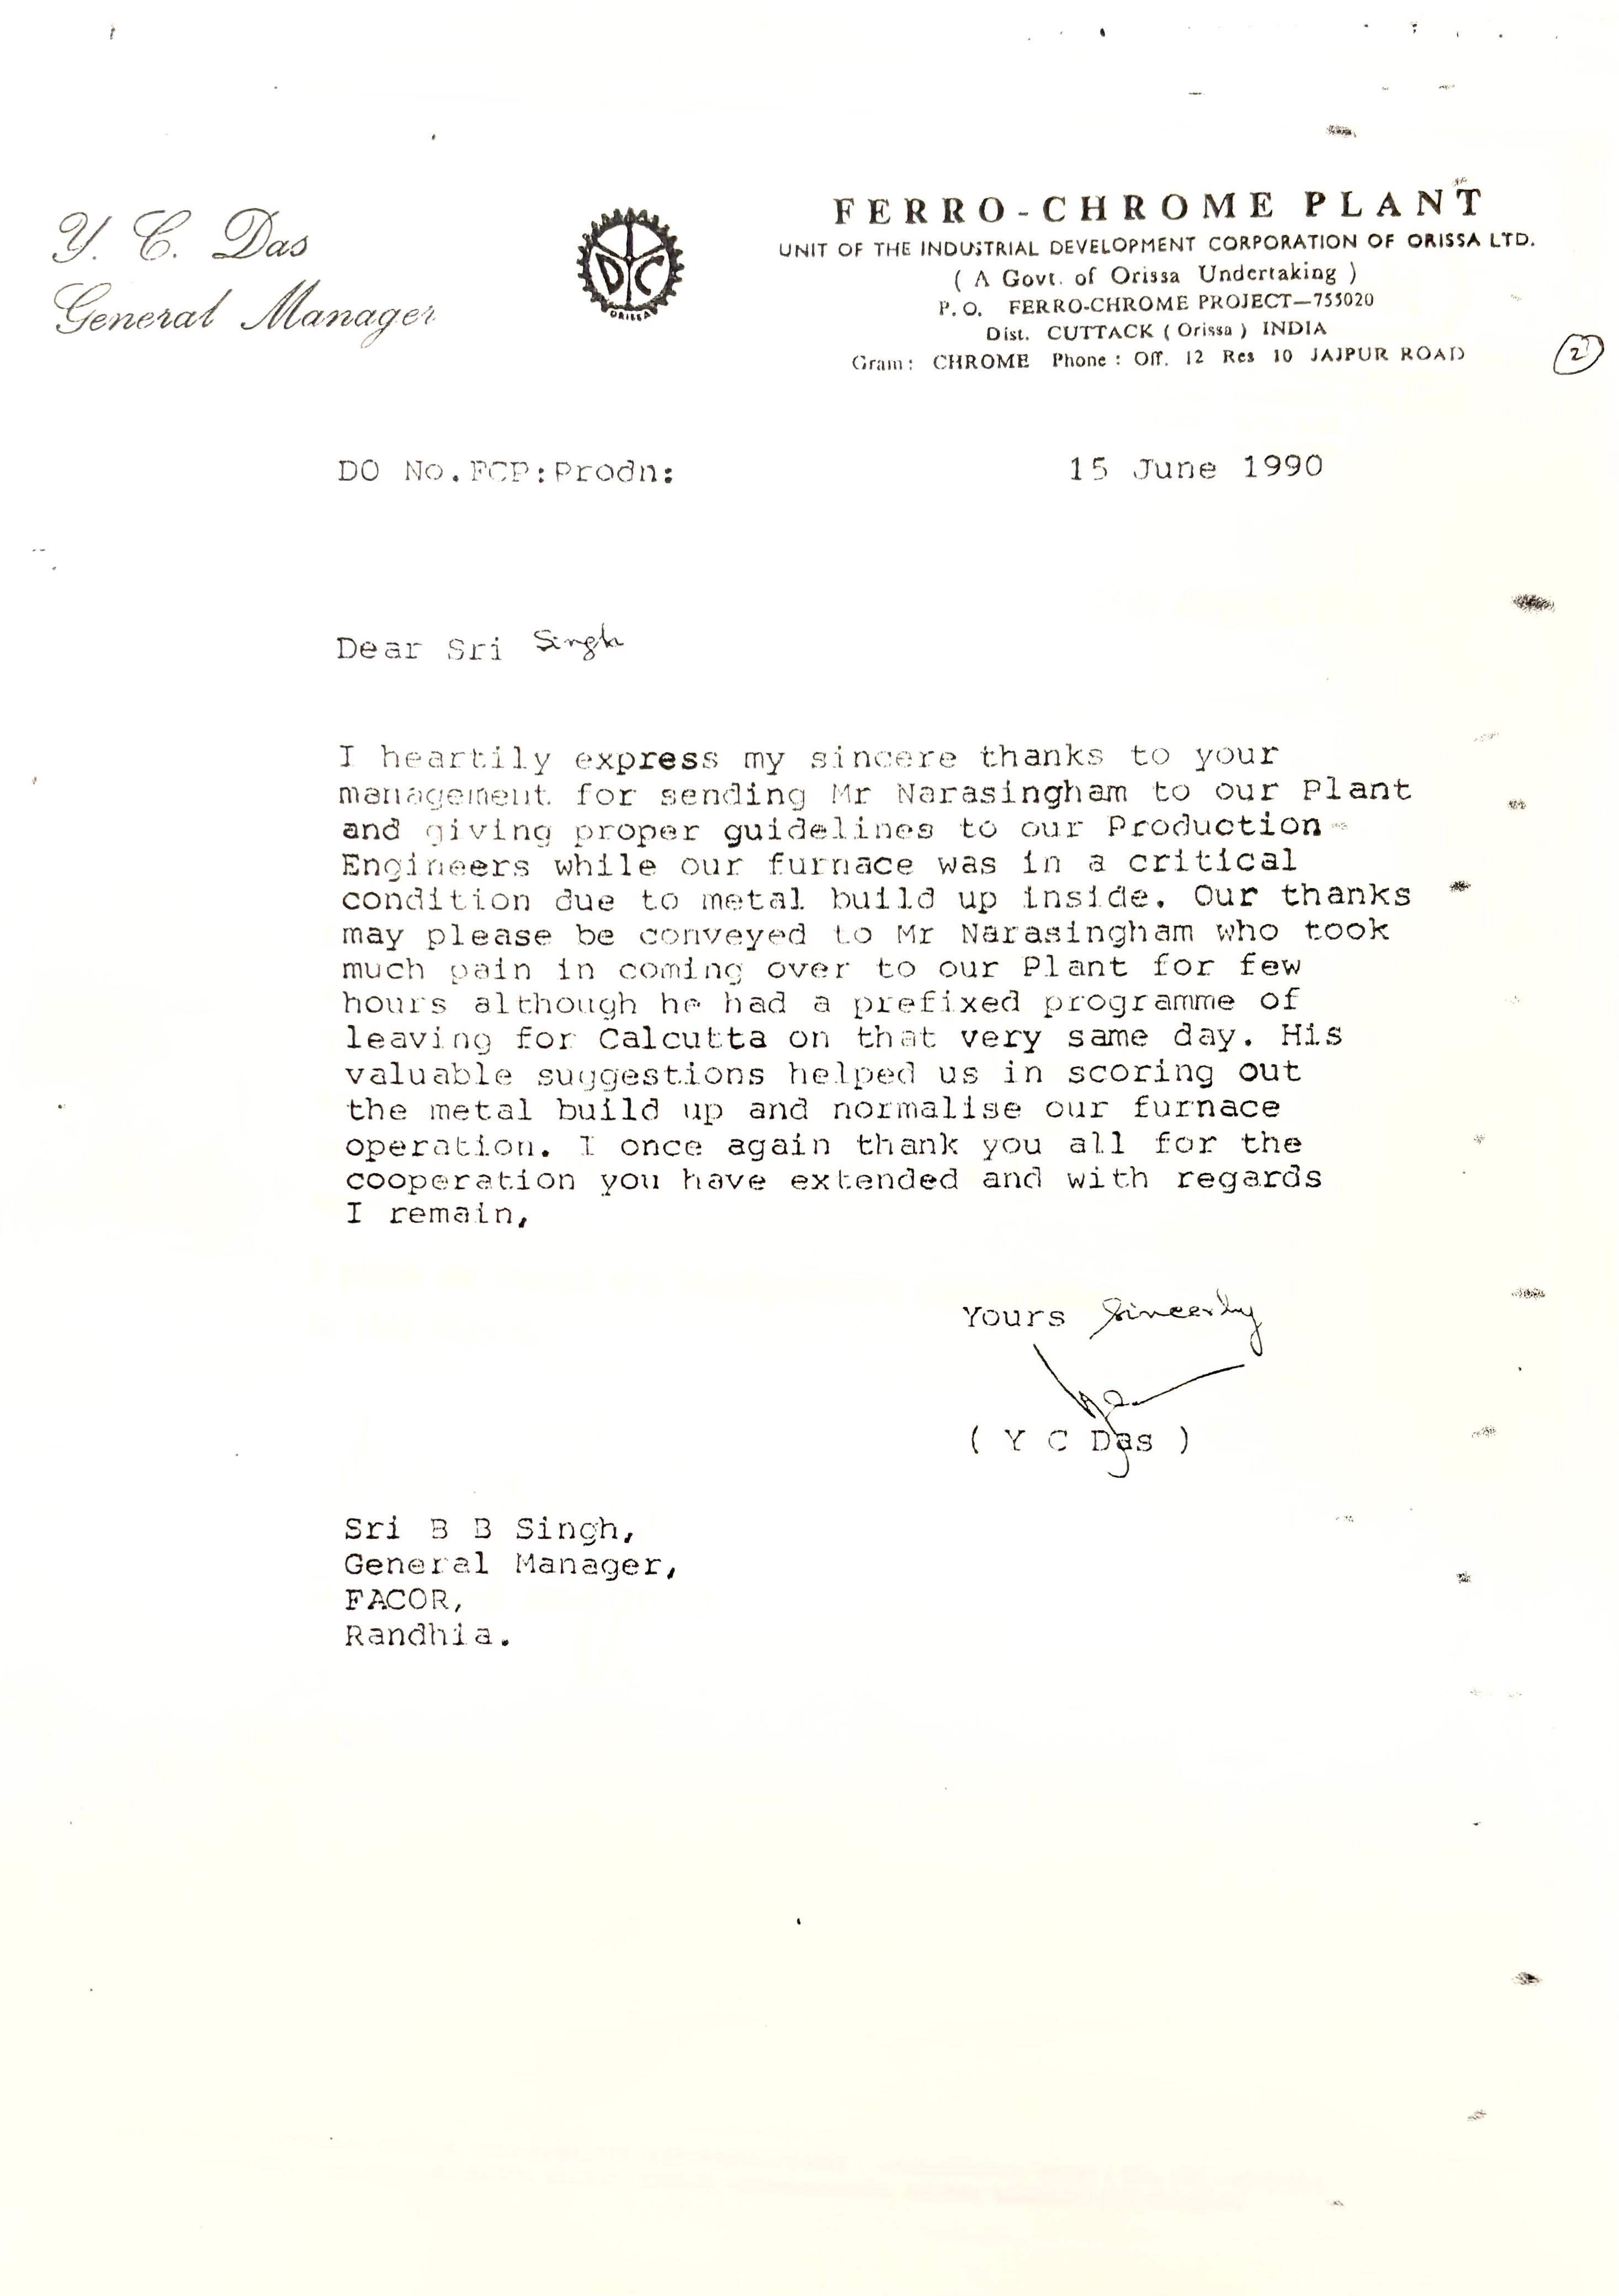 Y. C. Das
General Manager
IDC
ORISSA
FERRO-CHROME PLANT
UNIT OF THE INDUSTRIAL DEVELOPMENT CORPORATION OF ORISSA LTD.
( A Govt. of Orissa Undertaking )
P. O. FERRO-CHROME PROJECT—755020
Dist. CUTTACK ( Orissa ) INDIA
Gram: CHROME Phone : Off. 12 Res 10 JAJPUR ROAD
2
DO No.FCP:Prodn:
15 June 1990
Dear Sri Singh
I heartily express my sincere thanks to your
management for sending Mr Narasingham to our Plant
and giving proper guidelines to our Production
Engineers while our furnace was in a critical
condition due to metal build up inside. Our thanks
may please be conveyed to Mr Narasingham who took
much pain in coming over to our Plant for few
hours although he had a prefixed programme of
leaving for Calcutta on that very same day. His
valuable suggestions helped us in scoring out
the metal build up and normalise our furnace
operation. I once again thank you all for the
cooperation you have extended and with regards
I remain,
Yours Sincerely
( Y C Das )
Sri B B Singh,
General Manager,
FACOR,
Randhia.